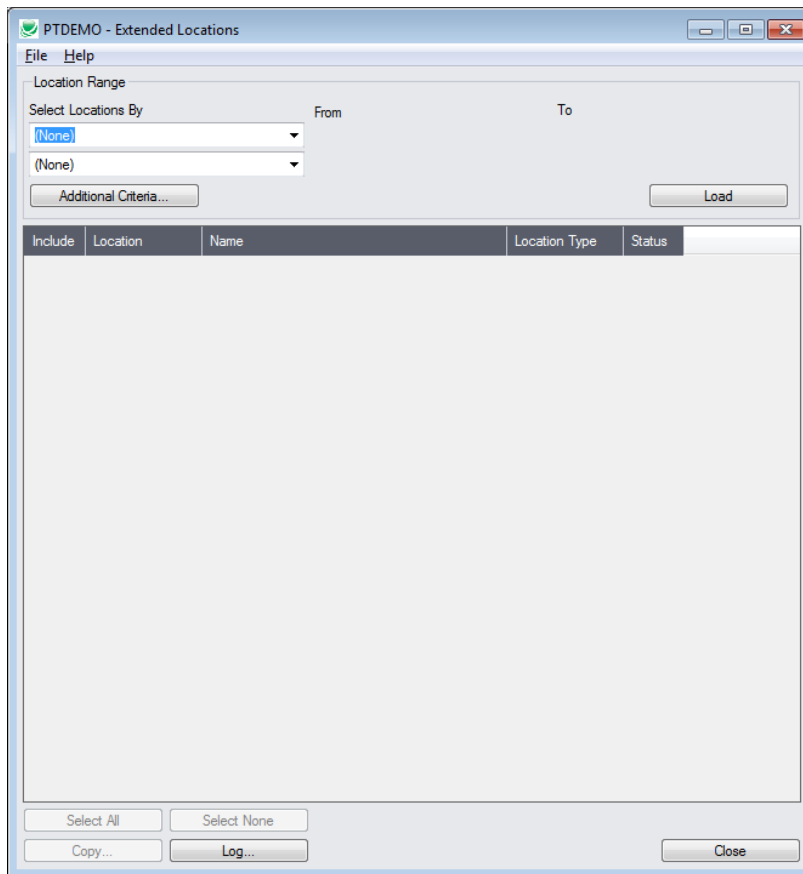 PTDEMO - Extended Locations
File Help
Location Range
Select Locations By From To
(None)
(None)
Additional Criteria... Load
Include Location Name Location Type Status
Select All Select None
Copy... Log... Close